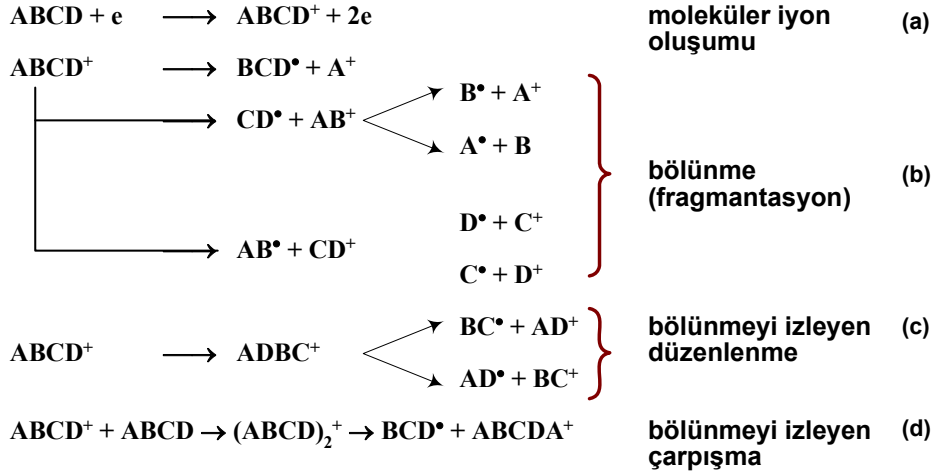 ABCD + e → ABCD⁺ + 2e moleküler iyon oluşumu (a)
ABCD⁺ → BCD• + A⁺
CD• + AB⁺
B• + A⁺
A• + B
AB• + CD⁺
D• + C⁺
C• + D⁺
bölünme
(fragmantasyon) (b)
ABCD⁺ → ADBC⁺
BC• + AD⁺
AD• + BC⁺
bölünmeyi izleyen
düzenlenme (c)
ABCD⁺ + ABCD → (ABCD)₂⁺ → BCD• + ABCDA⁺
bölünmeyi izleyen
çarpışma (d)